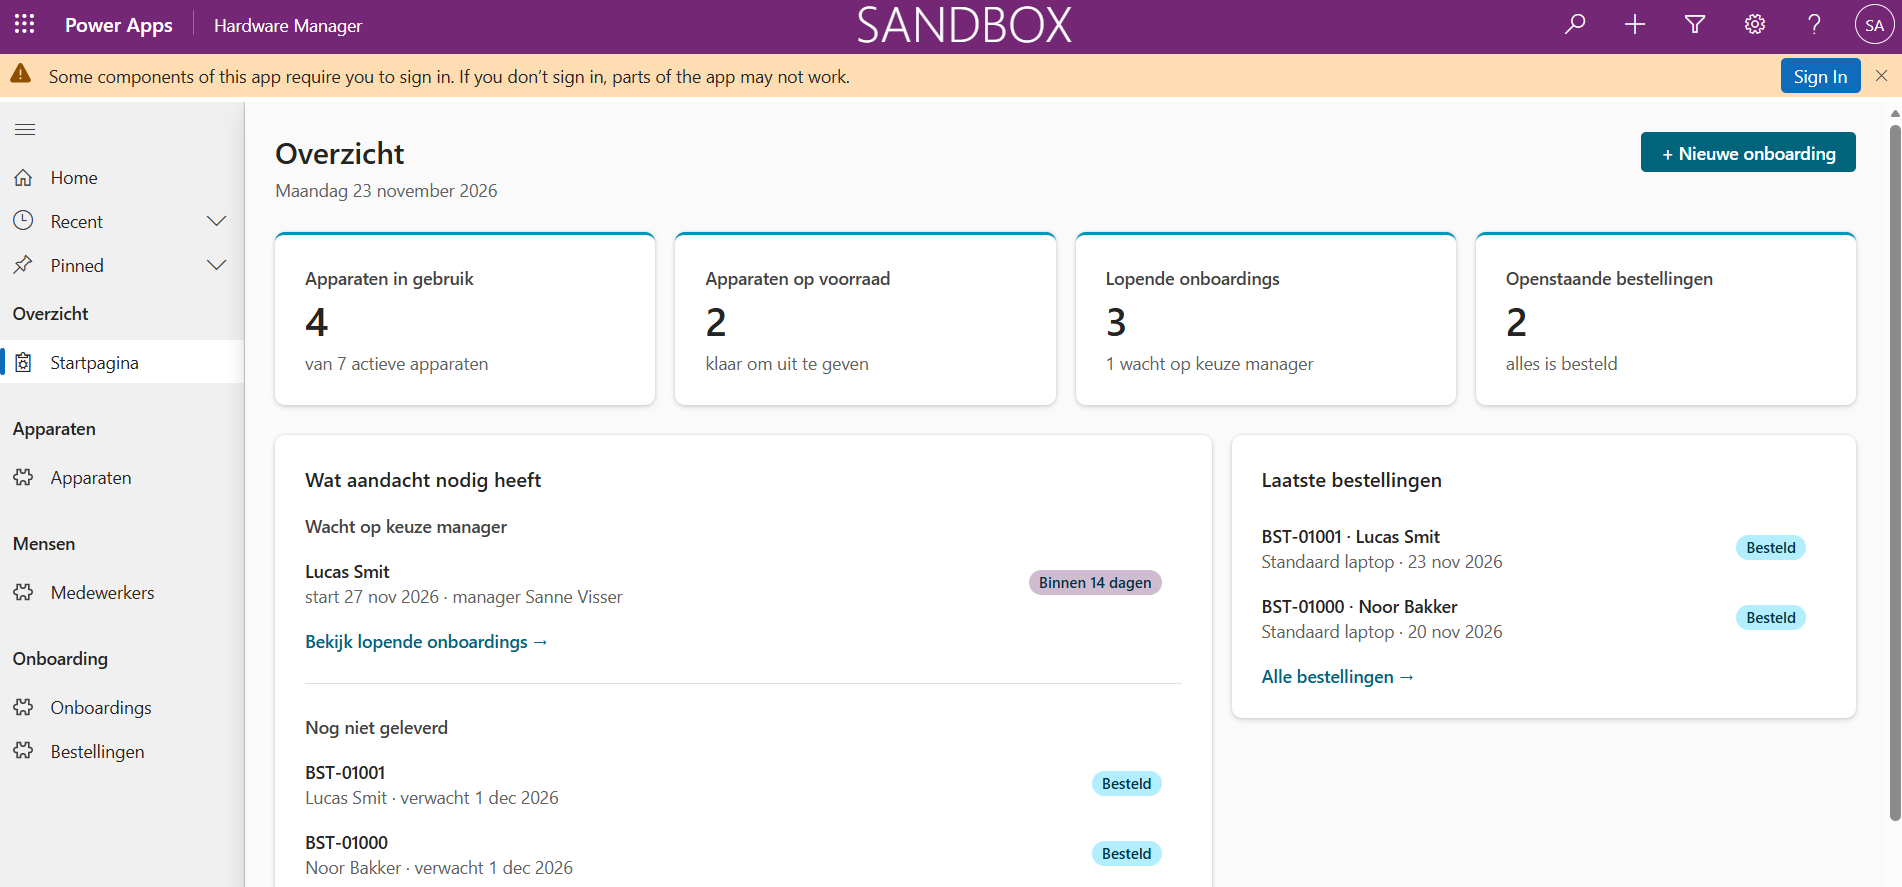 Power Apps
Hardware Manager
SANDBOX
SA
Some components of this app require you to sign in. If you don’t sign in, parts of the app may not work.
Sign In
Home
Recent
Pinned
Overzicht
Startpagina
Apparaten
Apparaten
Mensen
Medewerkers
Onboarding
Onboardings
Bestellingen
Overzicht
Maandag 23 november 2026
+ Nieuwe onboarding
Apparaten in gebruik
4
van 7 actieve apparaten
Apparaten op voorraad
2
klaar om uit te geven
Lopende onboardings
3
1 wacht op keuze manager
Openstaande bestellingen
2
alles is besteld
Wat aandacht nodig heeft
Wacht op keuze manager
Lucas Smit
start 27 nov 2026 · manager Sanne Visser
Binnen 14 dagen
Bekijk lopende onboardings →
Nog niet geleverd
BST-01001
Lucas Smit · verwacht 1 dec 2026
Besteld
BST-01000
Noor Bakker · verwacht 1 dec 2026
Besteld
Laatste bestellingen
BST-01001 · Lucas Smit
Standaard laptop · 23 nov 2026
Besteld
BST-01000 · Noor Bakker
Standaard laptop · 20 nov 2026
Besteld
Alle bestellingen →